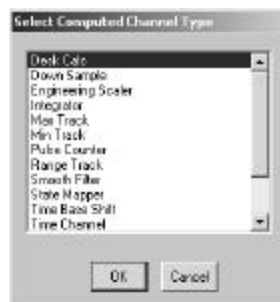 Select Computed Channel Type
Desk Calc
Down Sample
Engineering Scaler
Integrator
Max Track
Min Track
Pulse Counter
Range Track
Smooth Filter
State Mapper
Time Base Shift
Time Channel
OK
Cancel